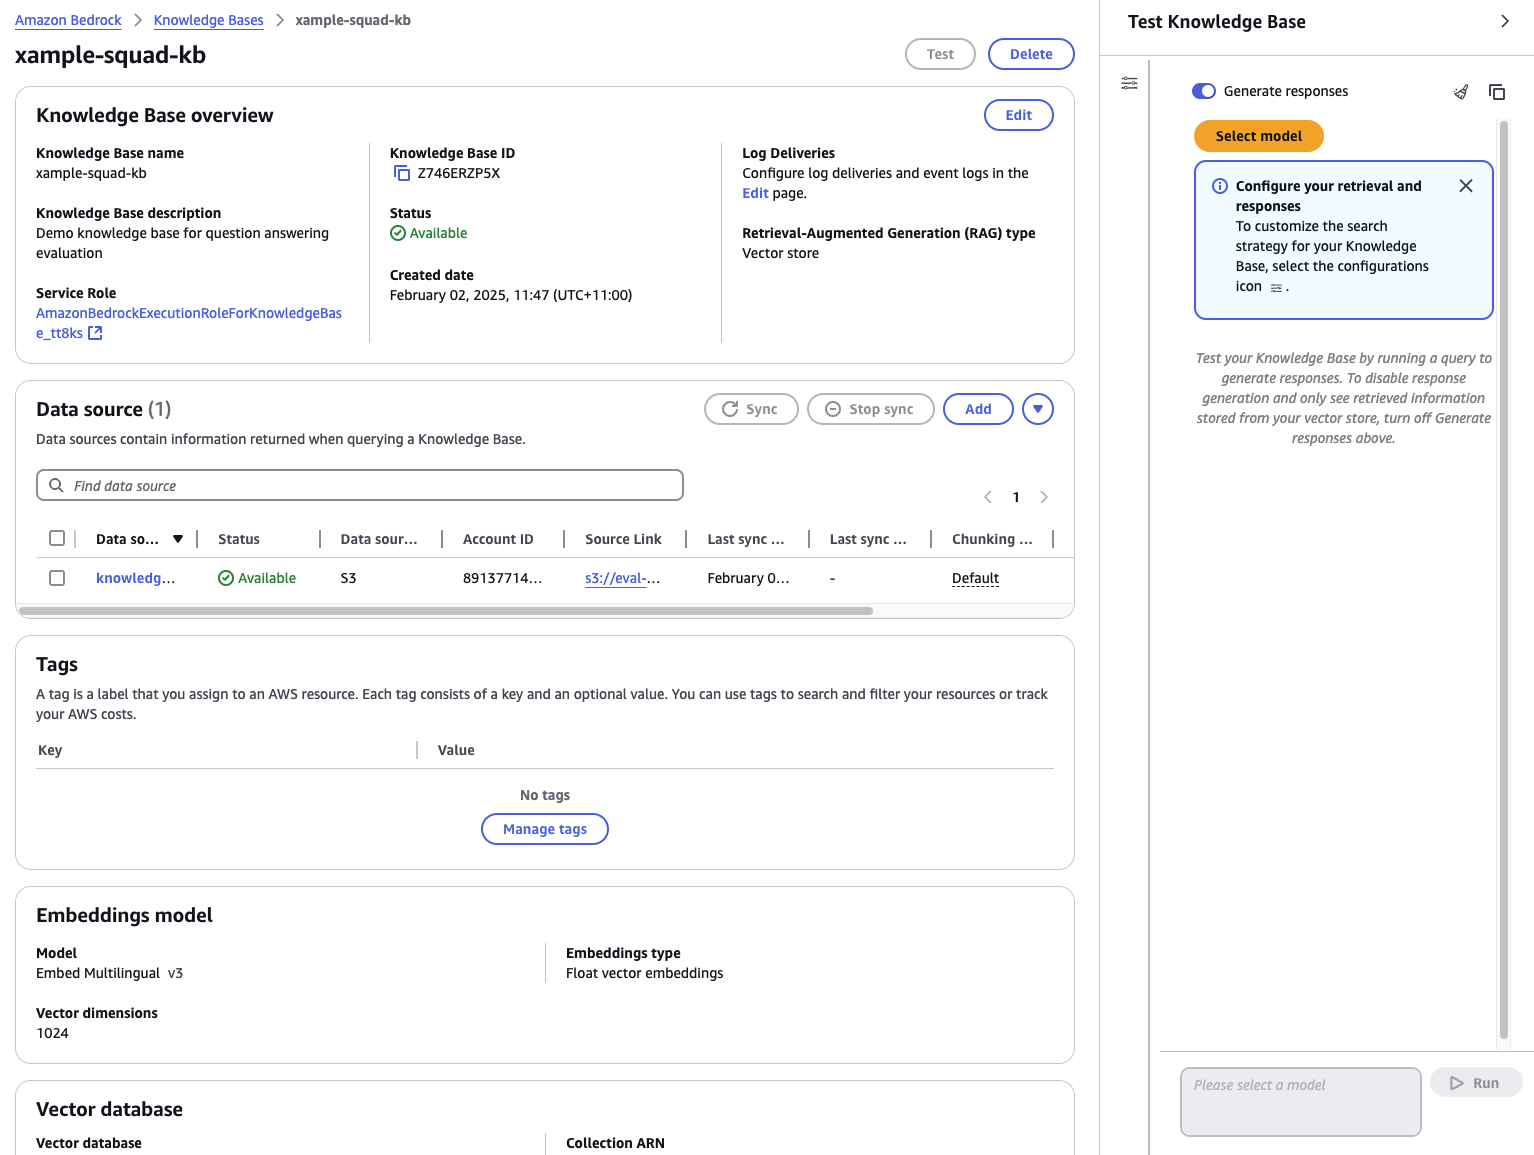 Amazon Bedrock > Knowledge Bases > xample-squad-kb
xample-squad-kb
Test
Delete
Knowledge Base overview
Edit
Knowledge Base name
xample-squad-kb
Knowledge Base description
Demo knowledge base for question answering
evaluation
Service Role
AmazonBedrockExecutionRoleForKnowledgeBas
e_tt8ks
Knowledge Base ID
Z746ERZP5X
Status
Available
Created date
February 02, 2025, 11:47 (UTC+11:00)
Log Deliveries
Configure log deliveries and event logs in the
Edit page.
Retrieval-Augmented Generation (RAG) type
Vector store
Data source (1)
Sync
Stop sync
Add
Data sources contain information returned when querying a Knowledge Base.
Find data source
1
Data so... Status Data sour... Account ID Source Link Last sync ... Last sync ... Chunking ...
knowledg... Available S3 89137714... s3://eval-... February 0... - Default
Tags
A tag is a label that you assign to an AWS resource. Each tag consists of a key and an optional value. You can use tags to search and filter your resources or track
your AWS costs.
Key Value
No tags
Manage tags
Embeddings model
Model
Embed Multilingual v3
Embeddings type
Float vector embeddings
Vector dimensions
1024
Vector database
Vector database
Collection ARN
Test Knowledge Base
Generate responses
Select model
Configure your retrieval and
responses
To customize the search
strategy for your Knowledge
Base, select the configurations
icon .
Test your Knowledge Base by running a query to
generate responses. To disable response
generation and only see retrieved information
stored from your vector store, turn off Generate
responses above.
Please select a model
Run